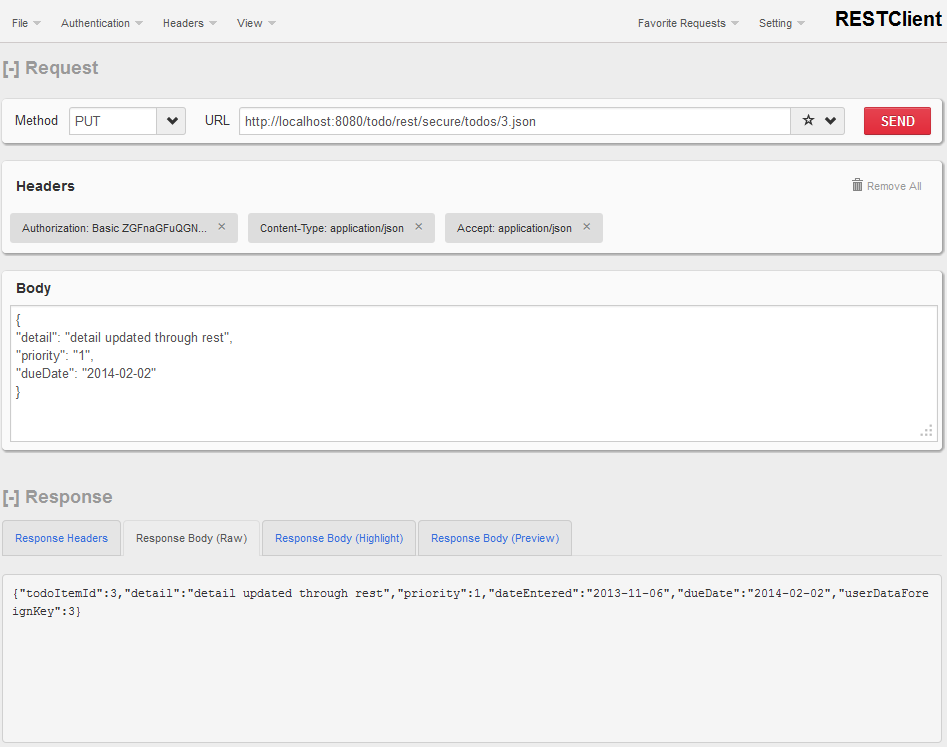 File Authentication Headers View Favorite Requests Setting RESTClient
[-] Request
Method PUT URL http://localhost:8080/todo/rest/secure/todos/3.json SEND
Headers Remove All
Authorization: Basic ZGFnaGFuQGN... × Content-Type: application/json × Accept: application/json ×
Body
{
"detail": "detail updated through rest",
"priority": "1",
"dueDate": "2014-02-02"
}
[-] Response
Response Headers Response Body (Raw) Response Body (Highlight) Response Body (Preview)
{"todoItemId":3,"detail":"detail updated through rest","priority":1,"dateEntered":"2013-11-06","dueDate":"2014-02-02","userDataFore
ignKey":3}